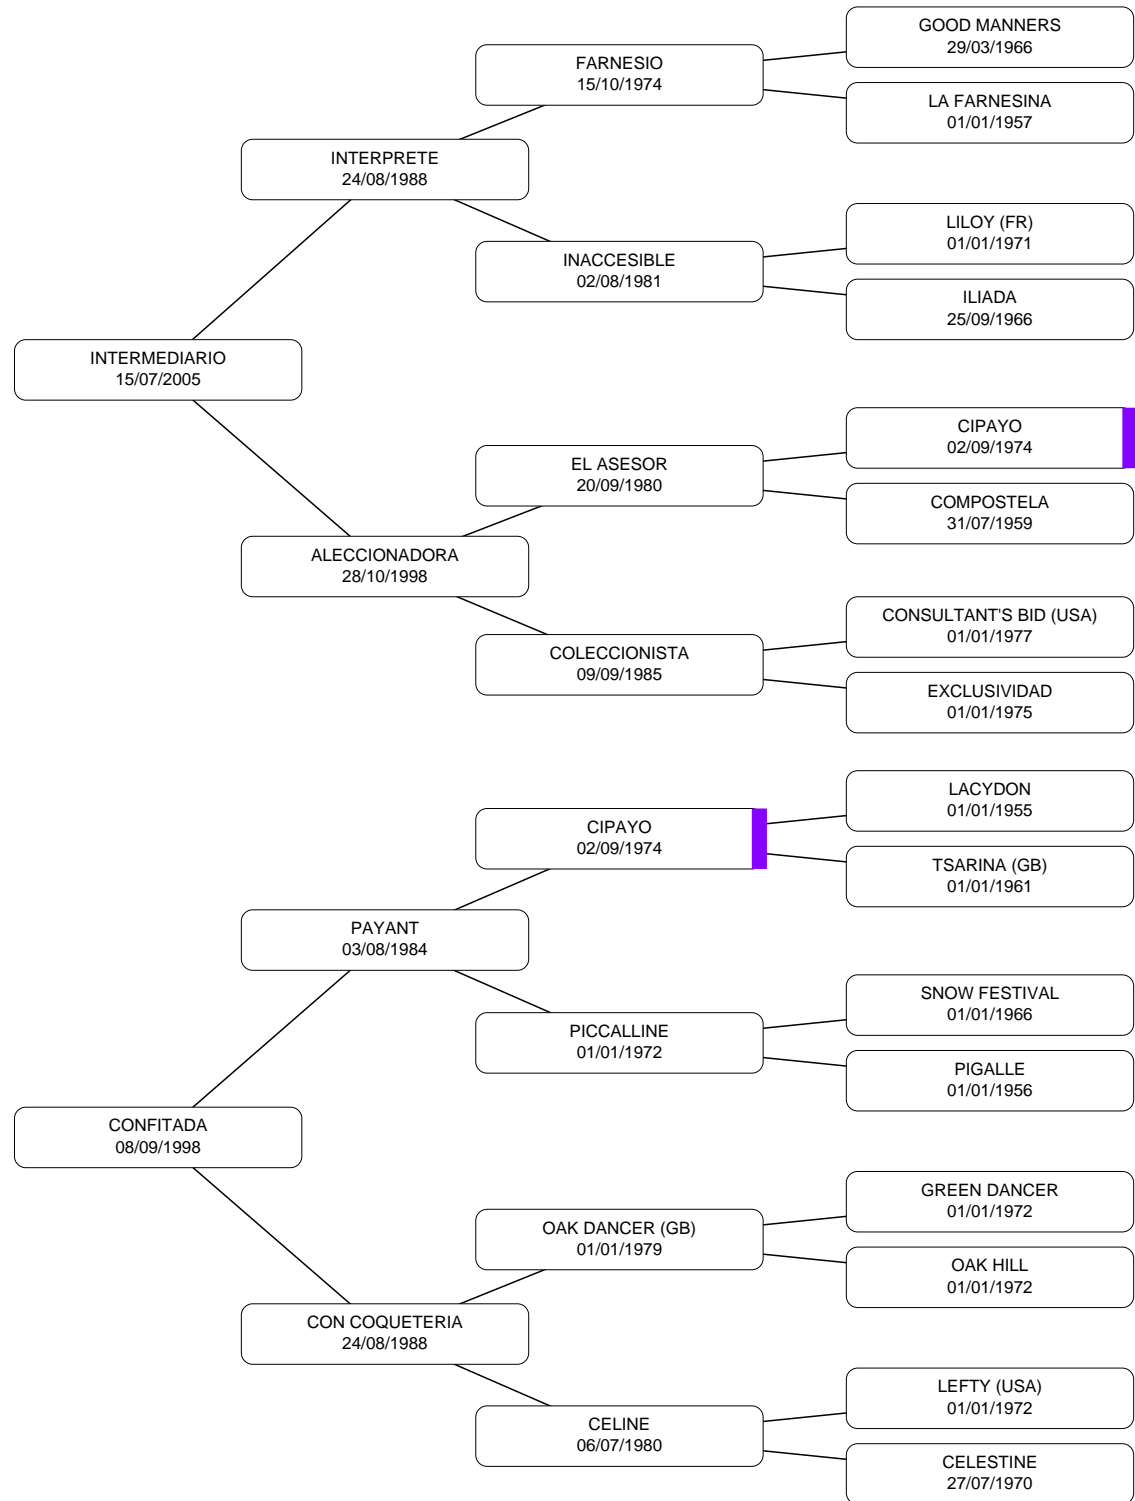 GOOD MANNERS
29/03/1966
FARNESIO
15/10/1974
LA FARNESINA
01/01/1957
INTERPRETE
24/08/1988
LILOY (FR)
01/01/1971
INACCESIBLE
02/08/1981
ILIADA
25/09/1966
INTERMEDIARIO
15/07/2005
CIPAYO
02/09/1974
EL ASESOR
20/09/1980
COMPOSTELA
31/07/1959
ALECCIONADORA
28/10/1998
CONSULTANT'S BID (USA)
01/01/1977
COLECCIONISTA
09/09/1985
EXCLUSIVIDAD
01/01/1975
LACYDON
01/01/1955
CIPAYO
02/09/1974
TSARINA (GB)
01/01/1961
PAYANT
03/08/1984
SNOW FESTIVAL
01/01/1966
PICCALLINE
01/01/1972
PIGALLE
01/01/1956
CONFITADA
08/09/1998
GREEN DANCER
01/01/1972
OAK DANCER (GB)
01/01/1979
OAK HILL
01/01/1972
CON COQUETERIA
24/08/1988
LEFTY (USA)
01/01/1972
CELINE
06/07/1980
CELESTINE
27/07/1970